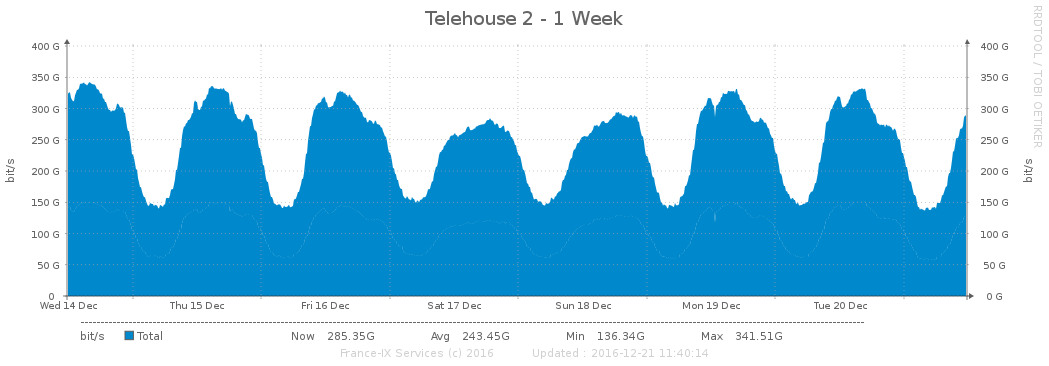 Telehouse 2 - 1 Week
RRDTOOL / TOBI OETIKER
400 G 400 G
350 G 350 G
300 G 300 G
250 G 250 G
200 G 200 G
150 G 150 G
100 G 100 G
50 G 50 G
0 0 G
bit/s bit/s
Wed 14 Dec Thu 15 Dec Fri 16 Dec Sat 17 Dec Sun 18 Dec Mon 19 Dec Tue 20 Dec
bit/s Total Now 285.35G Avg 243.45G Min 136.34G Max 341.51G
France-IX Services (c) 2016 Updated : 2016-12-21 11:40:14